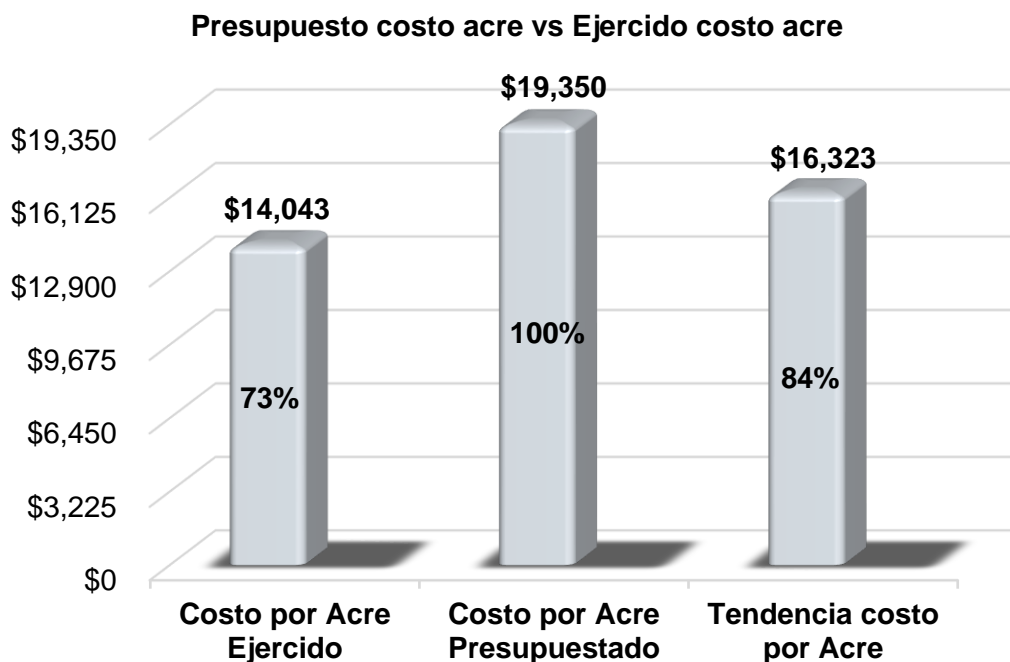 Presupuesto costo acre vs Ejercido costo acre
$19,350
$16,125
$12,900
$9,675
$6,450
$3,225
$0
$14,043
$19,350
$16,323
73%
100%
84%
Costo por Acre
Ejercido
Costo por Acre
Presupuestado
Tendencia costo
por Acre